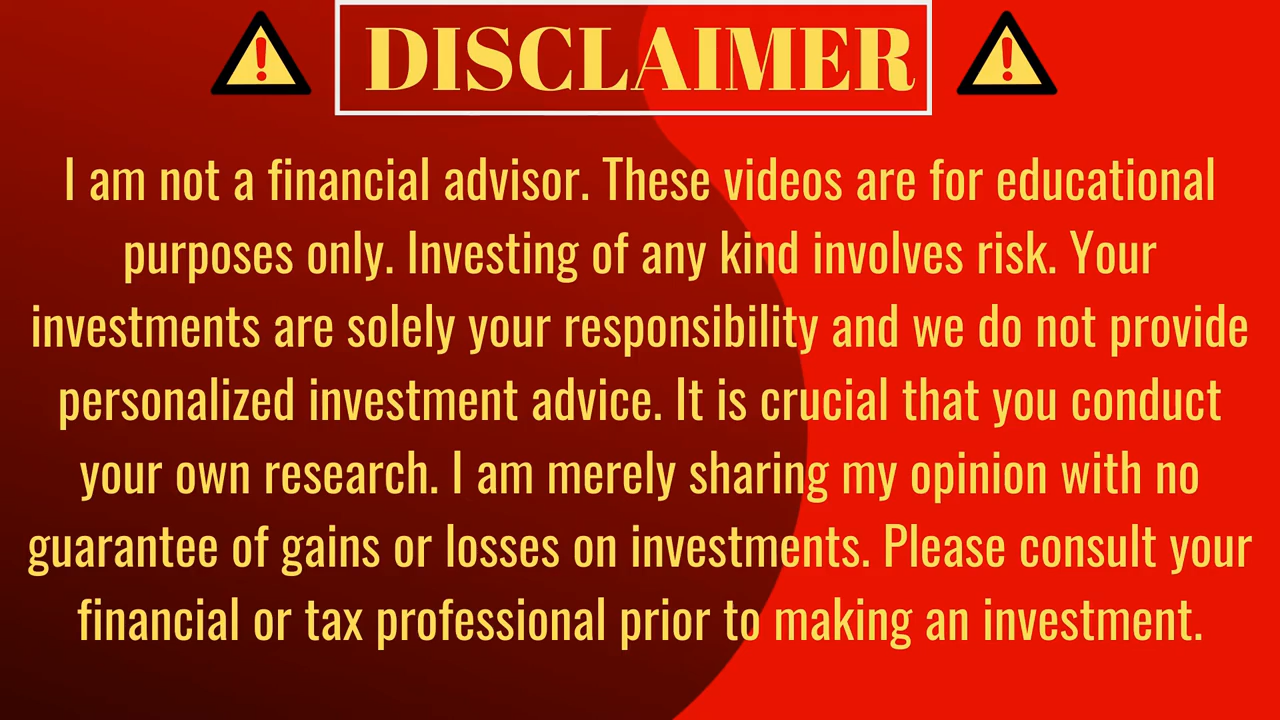 DISCLAIMER
I am not a financial advisor. These videos are for educational
purposes only. Investing of any kind involves risk. Your
investments are solely your responsibility and we do not provide
personalized investment advice. It is crucial that you conduct
your own research. I am merely sharing my opinion with no
guarantee of gains or losses on investments. Please consult your
financial or tax professional prior to making an investment.